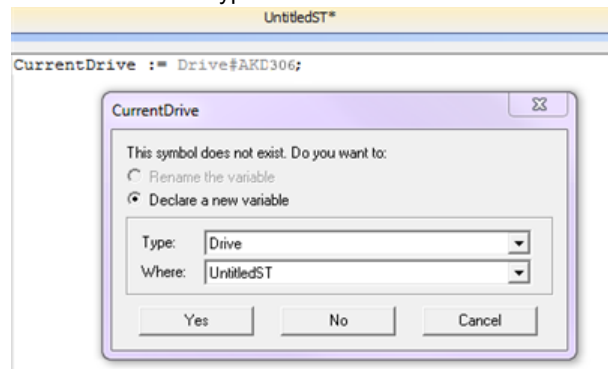 UntitledST*
CurrentDrive := Drive#AKD306;
CurrentDrive
This symbol does not exist. Do you want to:
Rename the variable
Declare a new variable
Type: Drive
Where: UntitledST
Yes No Cancel